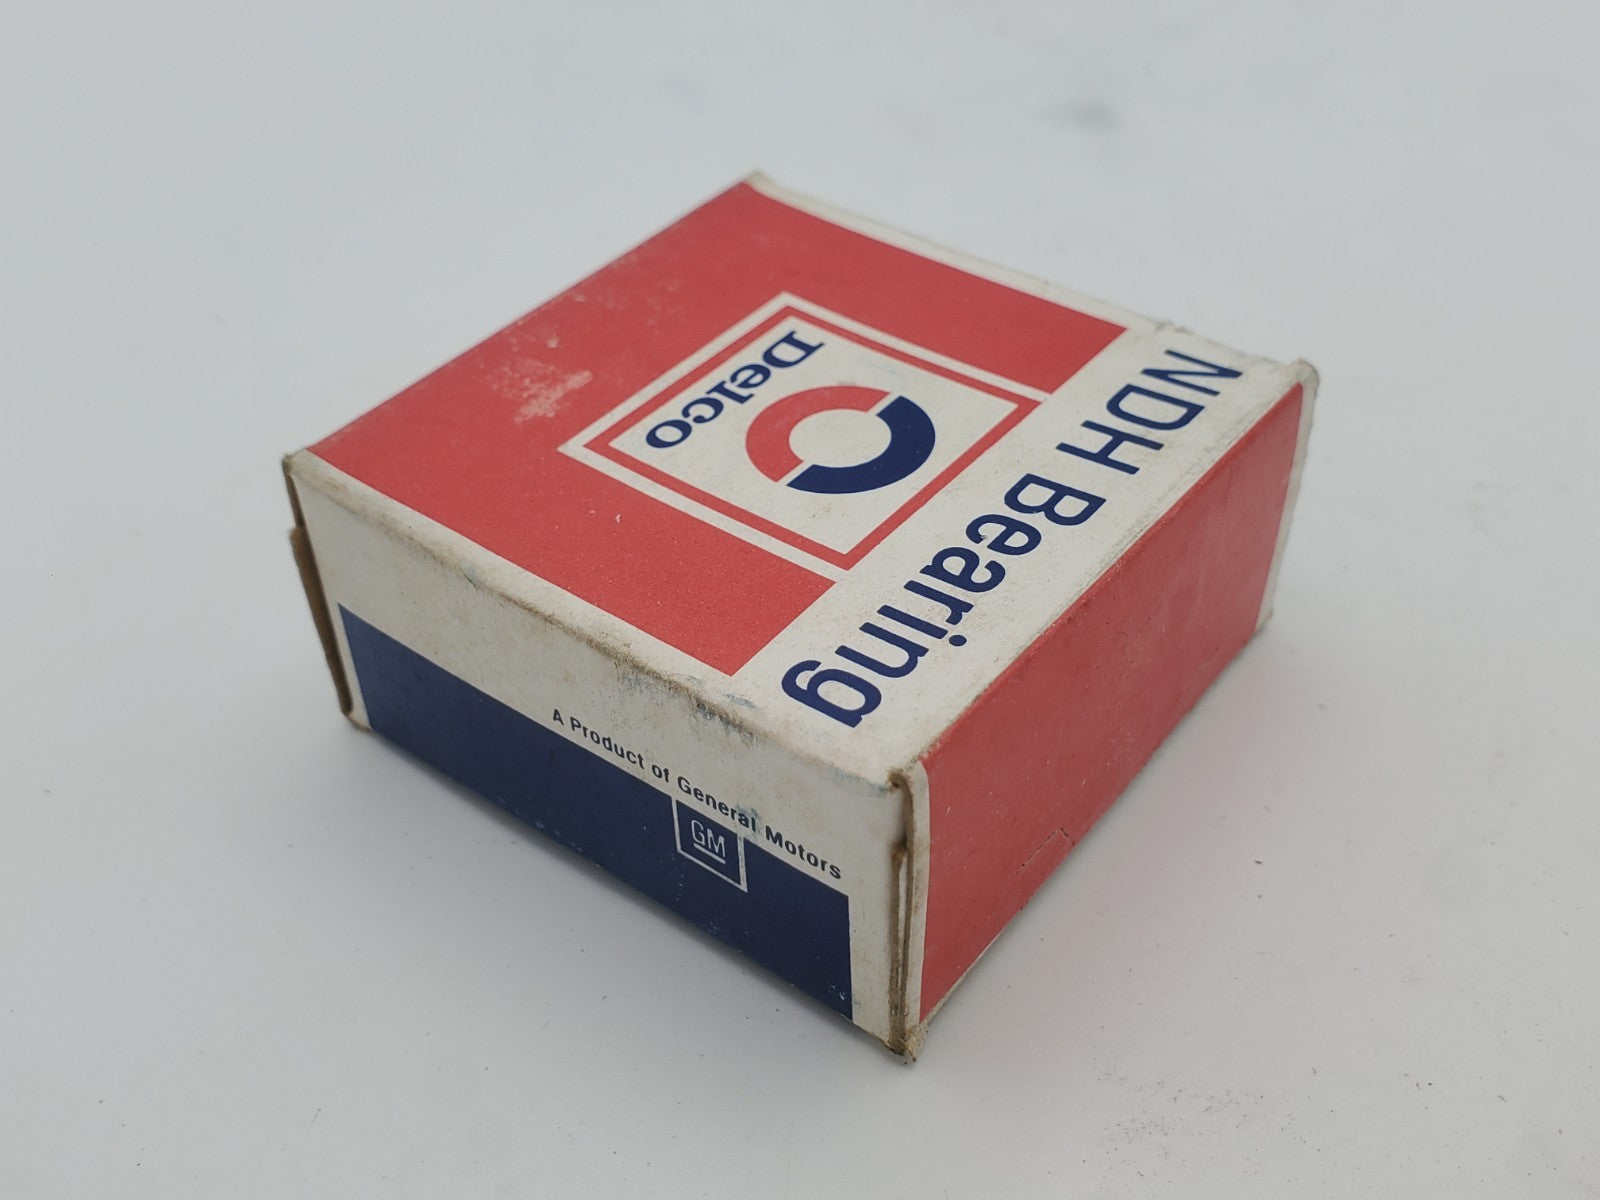 Delco
NDH Bearing
A Product of General Motors
GM